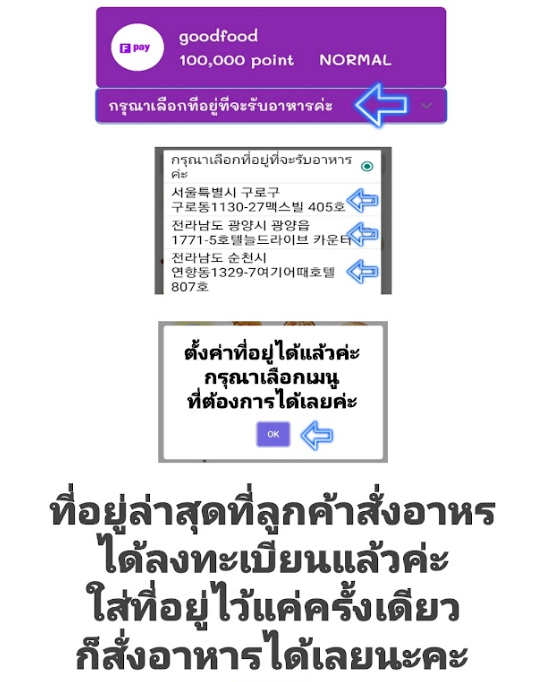 F pay
goodfood
100,000 point NORMAL
กรุณาเลือกที่อยู่ที่จะรับอาหารค่ะ
กรุณาเลือกที่อยู่ที่จะรับอาหาร
ค่ะ
서울특별시 구로구
구로동1130-27맥스빌 405호
전라남도 광양시 광양읍
1771-5호텔늘드라이브 카운터
전라남도 순천시
연향동1329-7여기어때호텔
807호
ตั้งค่าที่อยู่ได้แล้วค่ะ
กรุณาเลือกเมนู
ที่ต้องการได้เลยค่ะ
OK
ที่อยู่ล่าสุดที่ลูกค้าสั่งอาหร
ได้ลงทะเบียนแล้วค่ะ
ใส่ที่อยู่ไว้แค่ครั้งเดียว
ก็สั่งอาหารได้เลยนะคะ